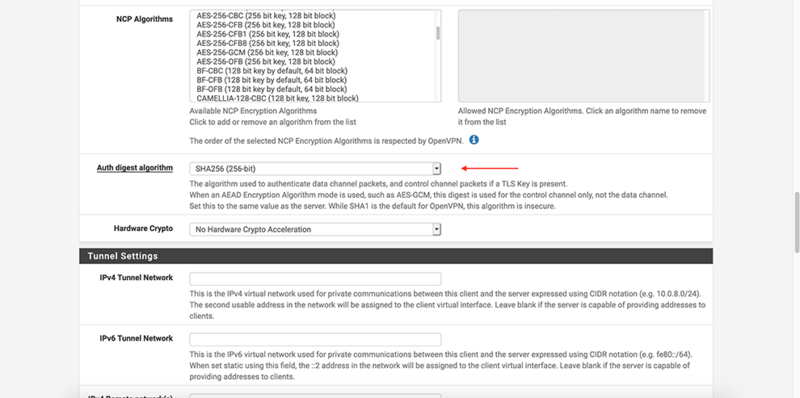 NCP Algorithms
AES-256-CBC (256 bit key, 128 bit block)
AES-256-CFB (256 bit key, 128 bit block)
AES-256-CFB1 (256 bit key, 128 bit block)
AES-256-CFB8 (256 bit key, 128 bit block)
AES-256-GCM (256 bit key, 128 bit block)
AES-256-OFB (256 bit key, 128 bit block)
BF-CBC (128 bit key by default, 64 bit block)
BF-CFB (128 bit key by default, 64 bit block)
BF-OFB (128 bit key by default, 64 bit block)
CAMELLIA-128-CBC (128 bit key, 128 bit block)
Available NCP Encryption Algorithms
Click to add or remove an algorithm from the list
Allowed NCP Encryption Algorithms. Click an algorithm name to remove
it from the list
The order of the selected NCP Encryption Algorithms is respected by OpenVPN.
Auth digest algorithm
SHA256 (256-bit)
The algorithm used to authenticate data channel packets, and control channel packets if a TLS Key is present.
When an AEAD Encryption Algorithm mode is used, such as AES-GCM, this digest is used for the control channel only, not the data channel.
Set this to the same value as the server. While SHA1 is the default for OpenVPN, this algorithm is insecure.
Hardware Crypto
No Hardware Crypto Acceleration
Tunnel Settings
IPv4 Tunnel Network
This is the IPv4 virtual network used for private communications between this client and the server expressed using CIDR notation (e.g. 10.0.8.0/24).
The second usable address in the network will be assigned to the client virtual interface. Leave blank if the server is capable of providing addresses to
clients.
IPv6 Tunnel Network
This is the IPv6 virtual network used for private communications between this client and the server expressed using CIDR notation (e.g. fe80::/64).
When set static using this field, the ::2 address in the network will be assigned to the client virtual interface. Leave blank if the server is capable of
providing addresses to clients.
IPv4 Remote network(s)